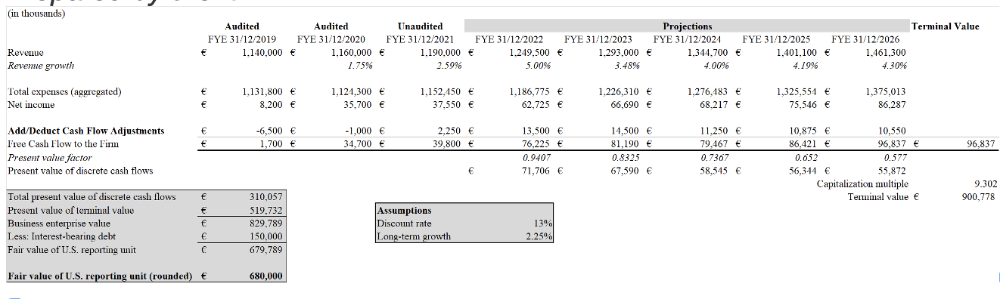 (in thousands)
Audited Audited Unaudited Projections Terminal Value
FYE 31/12/2019 FYE 31/12/2020 FYE 31/12/2021 FYE 31/12/2022 FYE 31/12/2023 FYE 31/12/2024 FYE 31/12/2025 FYE 31/12/2026
Revenue € 1,140,000 € 1,160,000 € 1,190,000 € 1,249,500 € 1,293,000 € 1,344,700 € 1,401,100 € 1,461,300
Revenue growth 1.75% 2.59% 5.00% 3.48% 4.00% 4.19% 4.30%
Total expenses (aggregated) € 1,131,800 € 1,124,300 € 1,152,450 € 1,186,775 € 1,226,310 € 1,276,483 € 1,325,554 € 1,375,013
Net income € 8,200 € 35,700 € 37,550 € 62,725 € 66,690 € 68,217 € 75,546 € 86,287
Add/Deduct Cash Flow Adjustments € -6,500 € -1,000 € 2,250 € 13,500 € 14,500 € 11,250 € 10,875 € 10,550
Free Cash Flow to the Firm € 1,700 € 34,700 € 39,800 € 76,225 € 81,190 € 79,467 € 86,421 € 96,837 € 96,837
Present value factor 0.9407 0.8325 0.7367 0.652 0.577
Present value of discrete cash flows € 71,706 € 67,590 € 58,545 € 56,344 € 55,872
Capitalization multiple 9.302
Total present value of discrete cash flows € 310,057 Terminal value € 900,778
Present value of terminal value € 519,732 Assumptions
Business enterprise value € 829,789 Discount rate 13%
Less: Interest-bearing debt € 150,000 Long-term growth 2.25%
Fair value of U.S. reporting unit € 679,789
Fair value of U.S. reporting unit (rounded) € 680,000